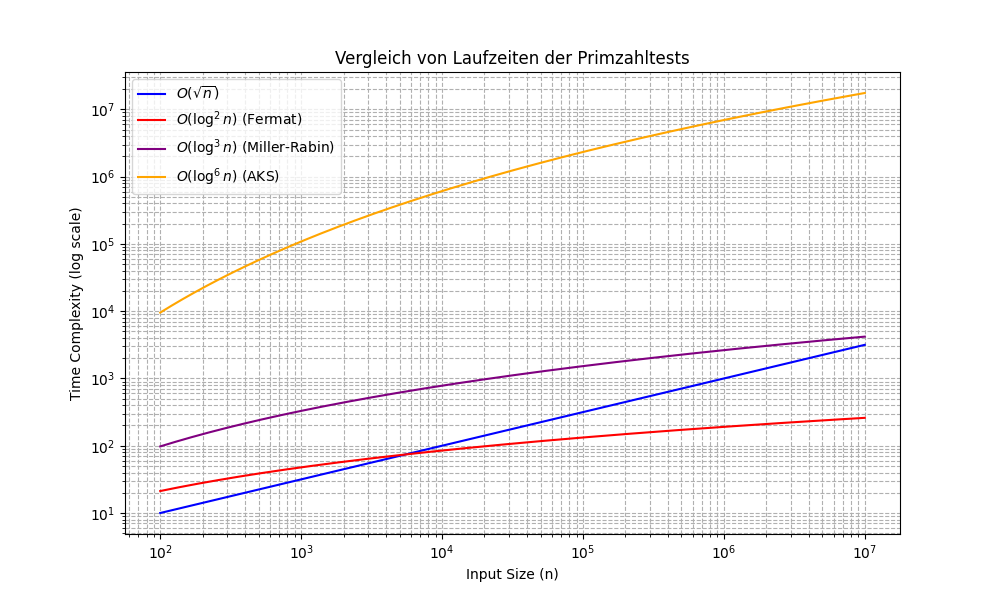 Vergleich von Laufzeiten der Primzahltests
O(√n)
O(log² n) (Fermat)
O(log³ n) (Miller-Rabin)
O(log⁶ n) (AKS)
Time Complexity (log scale)
10⁷
10⁶
10⁵
10⁴
10³
10²
10¹
10² 10³ 10⁴ 10⁵ 10⁶ 10⁷
Input Size (n)